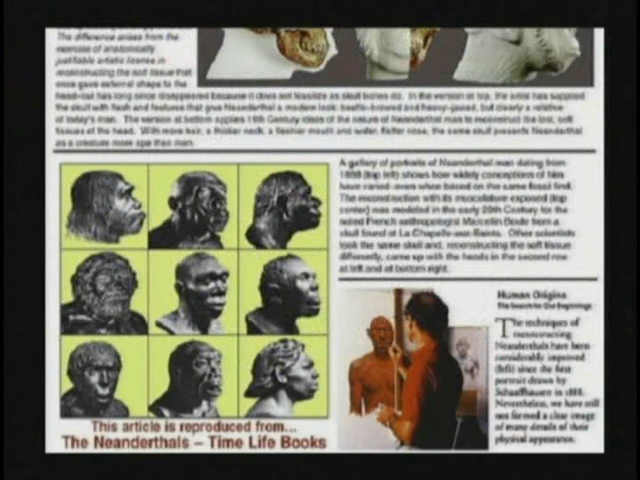 The difference arises from the
exercise of anatomically
justifiable artistic license in
reconstructing the soft tissue that
once gave external shape to the
head–but has long since disappeared because it does not fossilize as skull bones do. In the version at top, the artist has supplied
the skull with flesh and features that give Neanderthal a modern look: beetle-browed and heavy-jawed, but clearly a relative
of today's man. The version at bottom applies 19th Century ideas of the nature of Neanderthal man to reconstruct the lost, soft
tissues of the head. With more hair, a thicker neck, a fleshier mouth and wider, flatter nose, the same skull presents Neanderthal
as a creature more ape than man.
A gallery of portraits of Neanderthal man dating from
1888 (top left) shows how widely conceptions of him
have varied–even when based on the same fossil find.
The reconstruction with its musculature exposed (top
center) was modeled in the early 20th Century for the
noted French anthropologist Marcellin Boule from a
skull found at La Chapelle-aux-Saints. Other scientists
took the same skull and, reconstructing the soft tissue
differently, came up with the heads in the second row
at left and at bottom right.
Human Origins
The Search for Our Beginnings
The techniques of
reconstructing
Neanderthals have been
considerably improved
(left) since the first
portrait drawn by
Schaafhausen in 1888.
Nevertheless, we have still
not formed a clear image
of many details of their
physical appearance.
This article is reproduced from...
The Neanderthals – Time Life Books